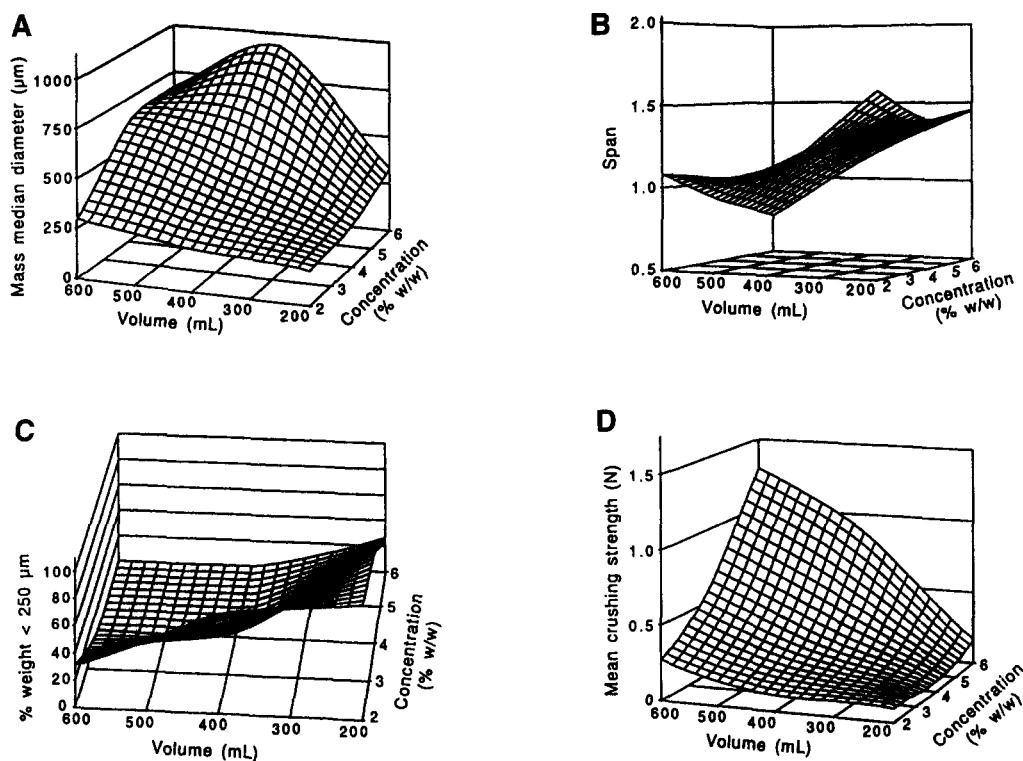 A
Mass median diameter (μm)
1000
750
500
250
0
600
500
400
300
200
Volume (mL)
2
3
4
5
6
Concentration
(% w/w)
B
Span
2.0
1.5
1.0
0.5
600
500
400
300
200
Volume (mL)
2
3
4
5
6
Concentration
(% w/w)
C
% weight < 250 μm
100
80
60
40
20
0
600
500
400
300
200
Volume (mL)
6
5
4
3
2
Concentration
(% w/w)
D
Mean crushing strength (N)
1.5
1.0
0.5
0
600
500
400
300
200
Volume (mL)
2
3
4
5
6
Concentration
(% w/w)